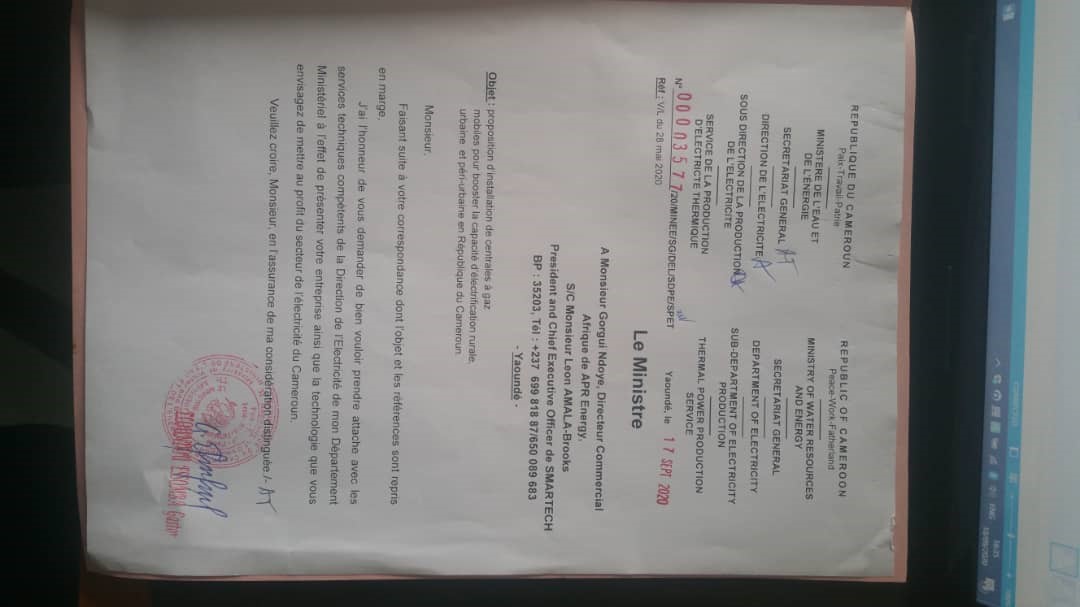 CONNECTED
ENG
16:25
18/09/2020
REPUBLIQUE DU CAMEROUN
Paix-Travail-Patrie
MINISTERE DE L'EAU ET
DE L'ÉNERGIE
SECRETARIAT GENERAL AT
DIRECTION DE L'ELECTRICITE
SOUS DIRECTION DE LA PRODUCTION
DE L'ELECTRICITE
SERVICE DE LA PRODUCTION
D'ELECTRICTE THERMIQUE
N° 00003577/20/MINEE/SG/DEL/SDPE/SPET
Réf : V/L du 28 mai 2020
REPUBLIC OF CAMEROON
Peace-Work-Fatherland
MINISTRY OF WATER RESOURCES
AND ENERGY
SECRETARIAT GENERAL
DEPARTMENT OF ELECTRICITY
SUB-DEPARTMENT OF ELECTRICITY
PRODUCTION
THERMAL POWER PRODUCTION
SERVICE
Yaoundé, le 17 SEPT 2020
Le Ministre
A Monsieur Gorgui Ndoye, Directeur Commercial
Afrique de APR Energy,
S/C Monsieur Leon AMALA-Brooks
President and Chief Executive Officer de SMARTECH
BP : 35203, Tél : +237 699 818 87/650 089 683
- Yaoundé -
Objet : proposition d'installation de centrales à gaz
mobiles pour booster la capacité d'électrification rurale,
urbaine et péri-urbaine en République du Cameroun.
Monsieur,
Faisant suite à votre correspondance dont l'objet et les références sont repris
en marge,
J'ai l'honneur de vous demander de bien vouloir prendre attache avec les
services techniques compétents de la Direction de l'Electricité de mon Département
Ministériel à l'effet de présenter votre entreprise ainsi que la technologie que vous
envisagez de mettre au profit du secteur de l'électricité du Cameroun.
Veuillez croire, Monsieur, en l'assurance de ma considération distinguée./- AT
ESSOMBA Gaston